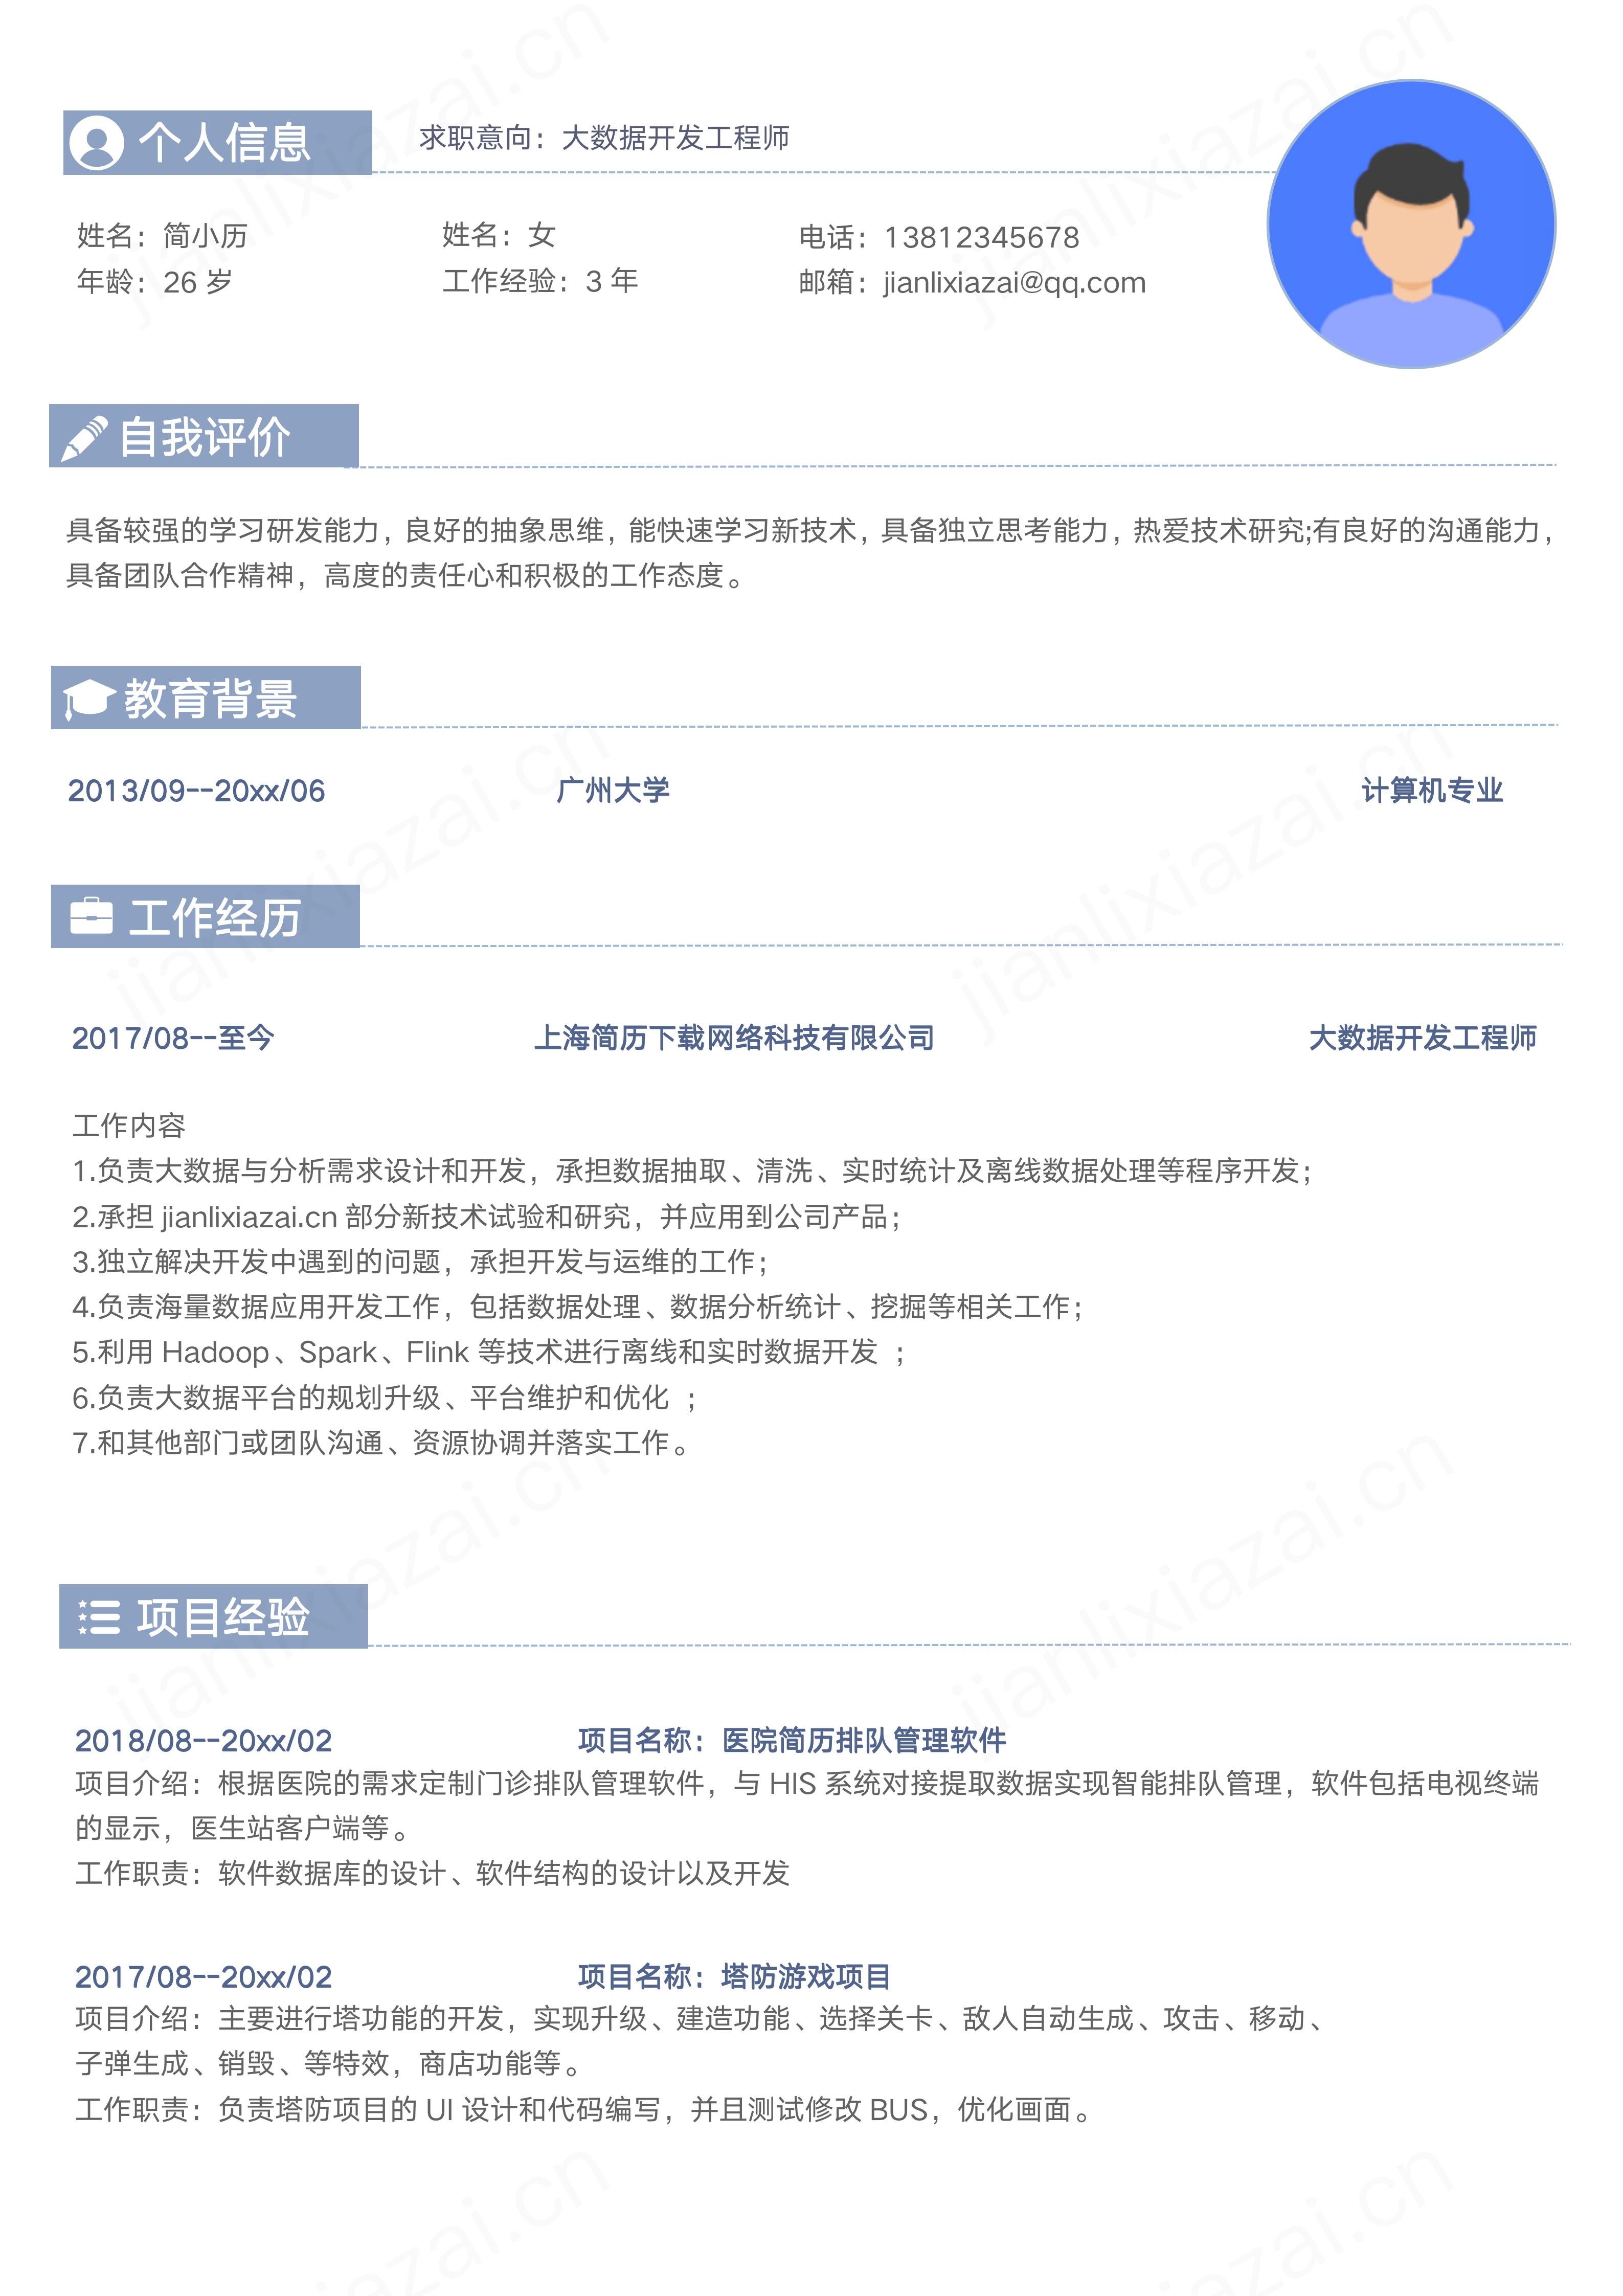 个人信息
求职意向：大数据开发工程师
姓名：简小历 姓名：女 电话：13812345678
年龄：26 岁 工作经验：3 年 邮箱：jianlixiazai@qq.com
自我评价
具备较强的学习研发能力，良好的抽象思维，能快速学习新技术，具备独立思考能力，热爱技术研究;有良好的沟通能力，
具备团队合作精神，高度的责任心和积极的工作态度。
教育背景
2013/09--20xx/06 广州大学 计算机专业
工作经历
2017/08--至今 上海简历下载网络科技有限公司 大数据开发工程师
工作内容
1.负责大数据与分析需求设计和开发，承担数据抽取、清洗、实时统计及离线数据处理等程序开发；
2.承担 jianlixiazai.cn 部分新技术试验和研究，并应用到公司产品；
3.独立解决开发中遇到的问题，承担开发与运维的工作；
4.负责海量数据应用开发工作，包括数据处理、数据分析统计、挖掘等相关工作；
5.利用 Hadoop、Spark、Flink 等技术进行离线和实时数据开发 ；
6.负责大数据平台的规划升级、平台维护和优化 ；
7.和其他部门或团队沟通、资源协调并落实工作。
项目经验
2018/08--20xx/02 项目名称：医院简历排队管理软件
项目介绍：根据医院的需求定制门诊排队管理软件，与 HIS 系统对接提取数据实现智能排队管理，软件包括电视终端
的显示，医生站客户端等。
工作职责：软件数据库的设计、软件结构的设计以及开发
2017/08--20xx/02 项目名称：塔防游戏项目
项目介绍：主要进行塔功能的开发，实现升级、建造功能、选择关卡、敌人自动生成、攻击、移动、
子弹生成、销毁、等特效，商店功能等。
工作职责：负责塔防项目的 UI 设计和代码编写，并且测试修改 BUS，优化画面。
jianlixiazai.cn
jianlixiazai.cn
jianlixiazai.cn
jianlixiazai.cn
jianlixiazai.cn
jianlixiazai.cn
iazai.cn
iazai.cn